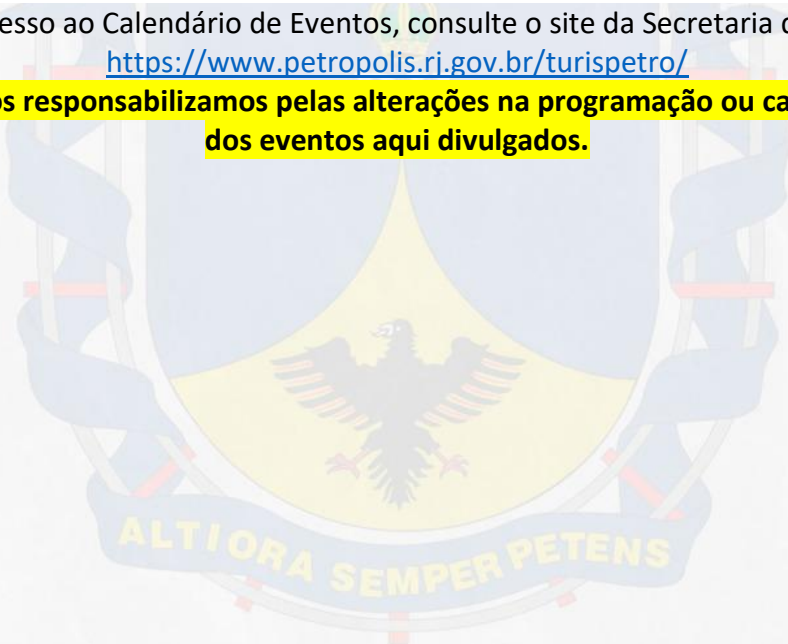 esso ao Calendário de Eventos, consulte o site da Secretaria
https://www.petropolis.rj.gov.br/turispetro/
os responsabilizamos pelas alterações na programação ou ca
dos eventos aqui divulgados.
ALTIORA SEMPER PETENS